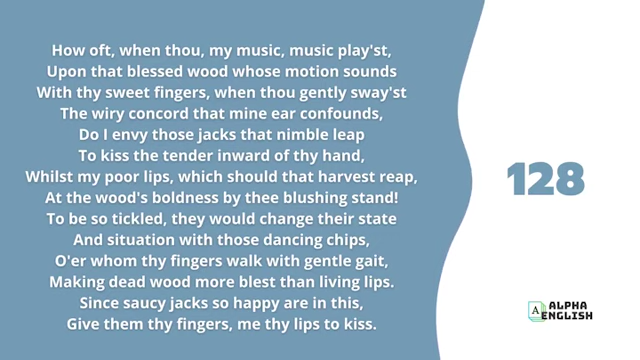 How oft, when thou, my music, music play'st,
Upon that blessed wood whose motion sounds
With thy sweet fingers, when thou gently sway'st
The wiry concord that mine ear confounds,
Do I envy those jacks that nimble leap
To kiss the tender inward of thy hand,
Whilst my poor lips, which should that harvest reap,
At the wood's boldness by thee blushing stand!
To be so tickled, they would change their state
And situation with those dancing chips,
O'er whom thy fingers walk with gentle gait,
Making dead wood more blest than living lips.
Since saucy jacks so happy are in this,
Give them thy fingers, me thy lips to kiss.
128
A
ALPHA
ENGLISH